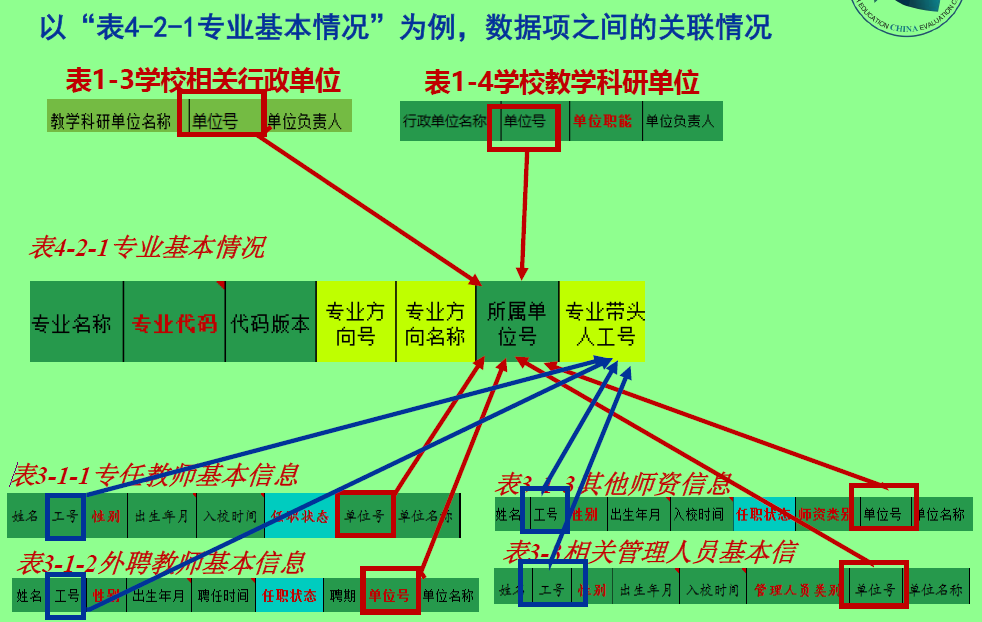 以“表4-2-1专业基本情况”为例，数据项之间的关联情况
EDUCATION CHINA EVALUATION
表1-3学校相关行政单位
表1-4学校教学科研单位
教学科研单位名称 单位号 单位负责人
行政单位名称 单位号 单位职能 单位负责人
表4-2-1专业基本情况
专业名称 专业代码 代码版本 专业方向号 专业方向名称 所属单位号 专业带头人工号
表3-1-1专任教师基本信息
姓名 工号 性别 出生年月 入校时间 任职状态 单位号 单位名称
表3-1-3其他师资信息
姓名 工号 性别 出生年月 入校时间 任职状态 师资类别 单位号 单位名称
表3-1-2外聘教师基本信息
姓名 工号 性别 出生年月 聘任时间 任职状态 聘期 单位号 单位名称
表3-3相关管理人员基本信
姓名 工号 性别 出生年月 入校时间 管理人员类别 单位号 单位名称